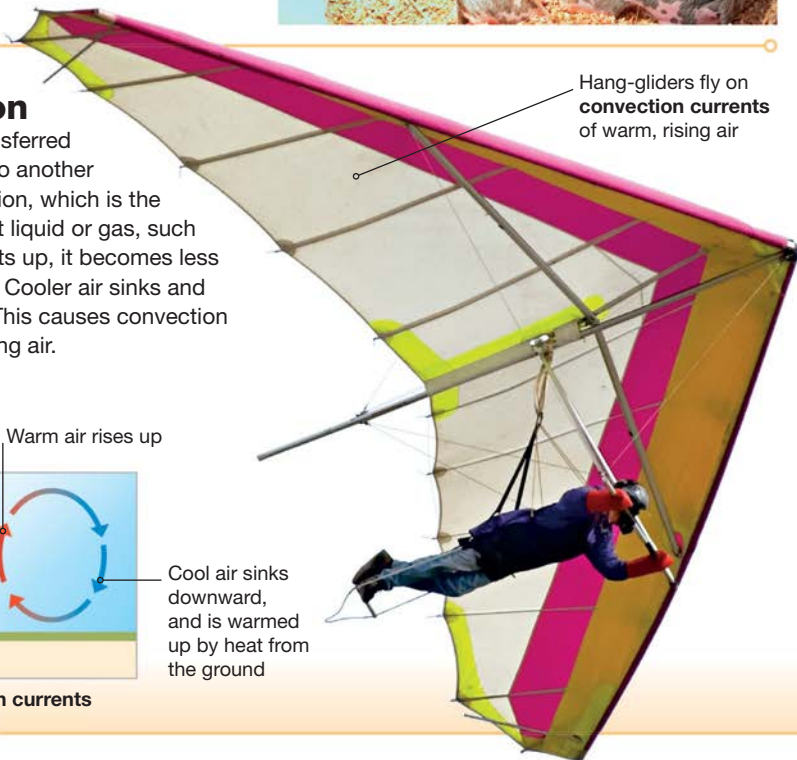 on
sferred
o another
ion, which is the
t liquid or gas, such
ts up, it becomes less
Cooler air sinks and
This causes convection
ng air.
Hang-gliders fly on
convection currents
of warm, rising air
Warm air rises up
Cool air sinks
downward,
and is warmed
up by heat from
the ground
n currents